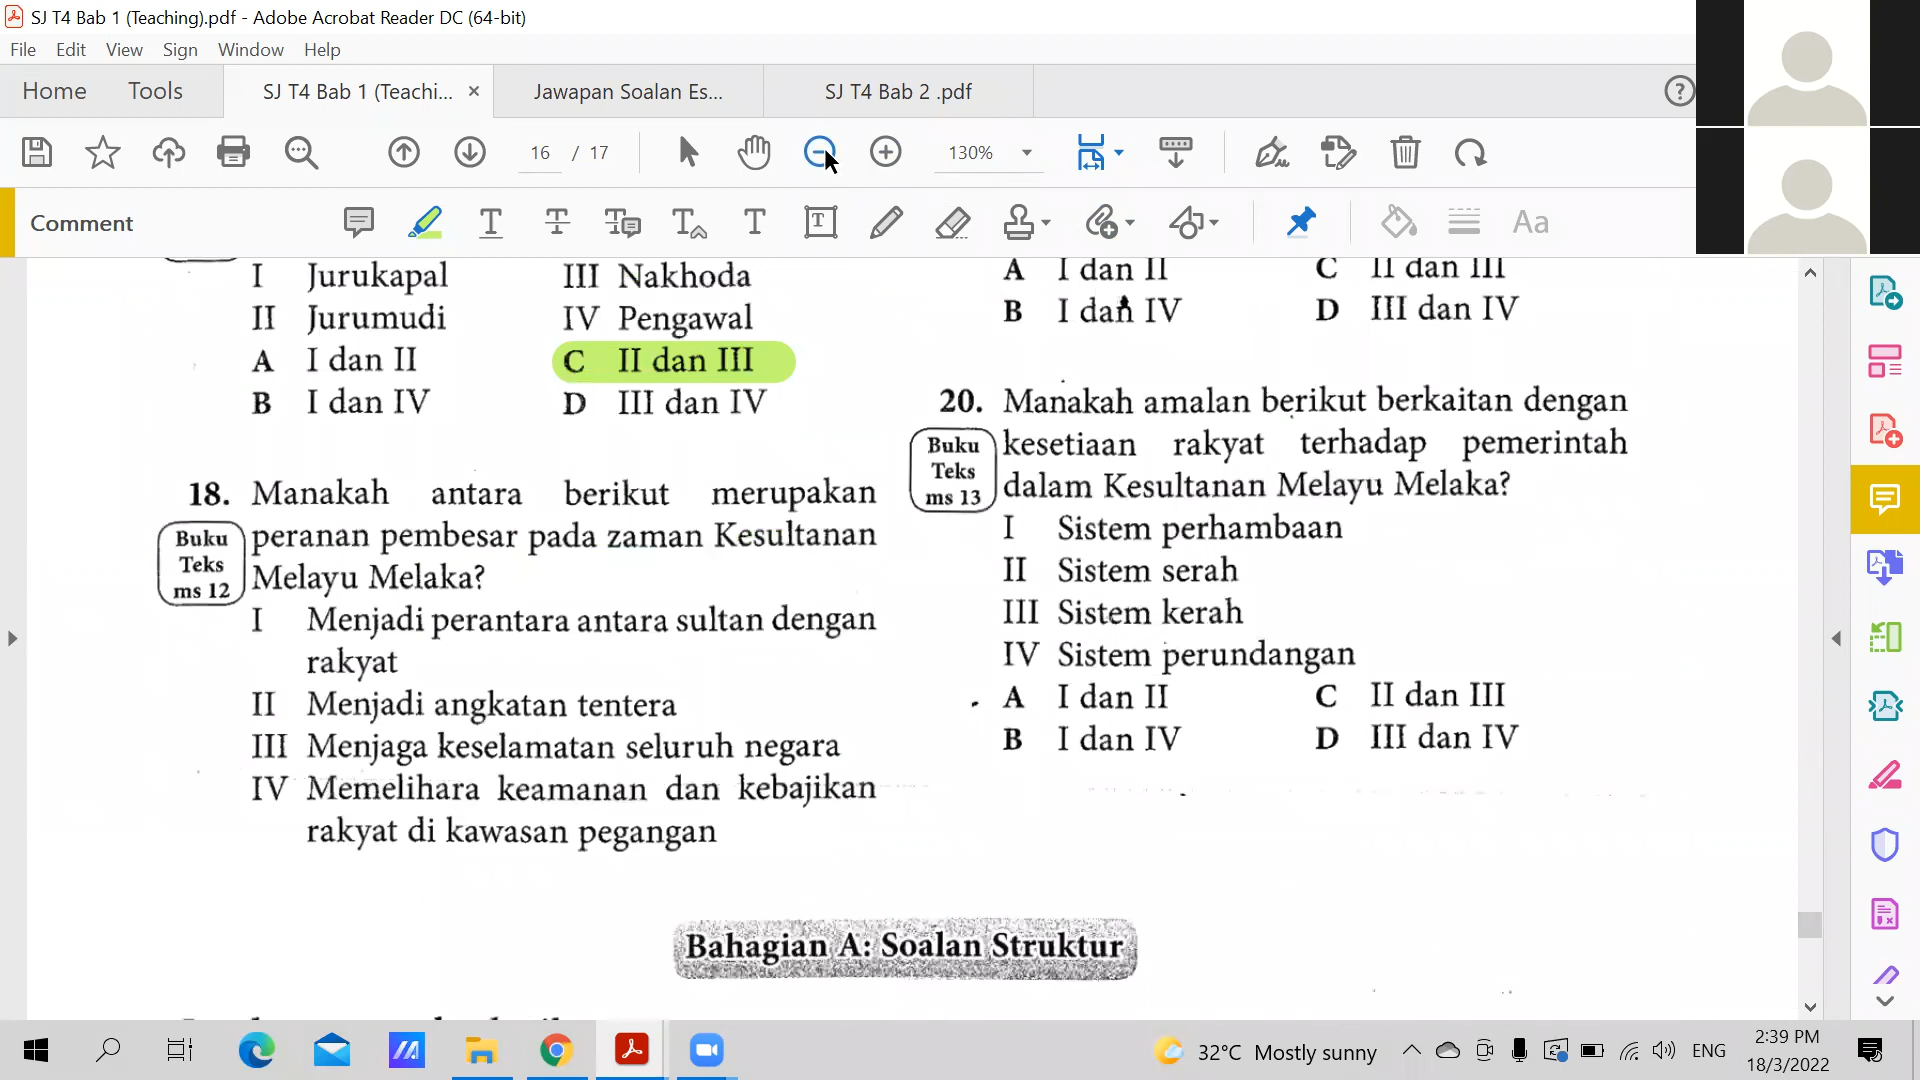 SJ T4 Bab 1 (Teaching).pdf - Adobe Acrobat Reader DC (64-bit)
File Edit View Sign Window Help
Home Tools SJ T4 Bab 1 (Teachi... × Jawapan Soalan Es... SJ T4 Bab 2 .pdf
16 / 17 130%
Comment
Aa
I Jurukapal III Nakhoda
II Jurumudi IV Pengawal
A I dan II C II dan III
B I dan IV D III dan IV
18. Manakah antara berikut merupakan
peranan pembesar pada zaman Kesultanan
Melayu Melaka?
Buku
Teks
ms 12
I Menjadi perantara antara sultan dengan
rakyat
II Menjadi angkatan tentera
III Menjaga keselamatan seluruh negara
IV Memelihara keamanan dan kebajikan
rakyat di kawasan pegangan
A I dan II C II dan III
B I dan IV D III dan IV
20. Manakah amalan berikut berkaitan dengan
kesetiaan rakyat terhadap pemerintah
dalam Kesultanan Melayu Melaka?
Buku
Teks
ms 13
I Sistem perhambaan
II Sistem serah
III Sistem kerah
IV Sistem perundangan
A I dan II C II dan III
B I dan IV D III dan IV
Bahagian A: Soalan Struktur
32°C Mostly sunny ENG
2:39 PM
18/3/2022